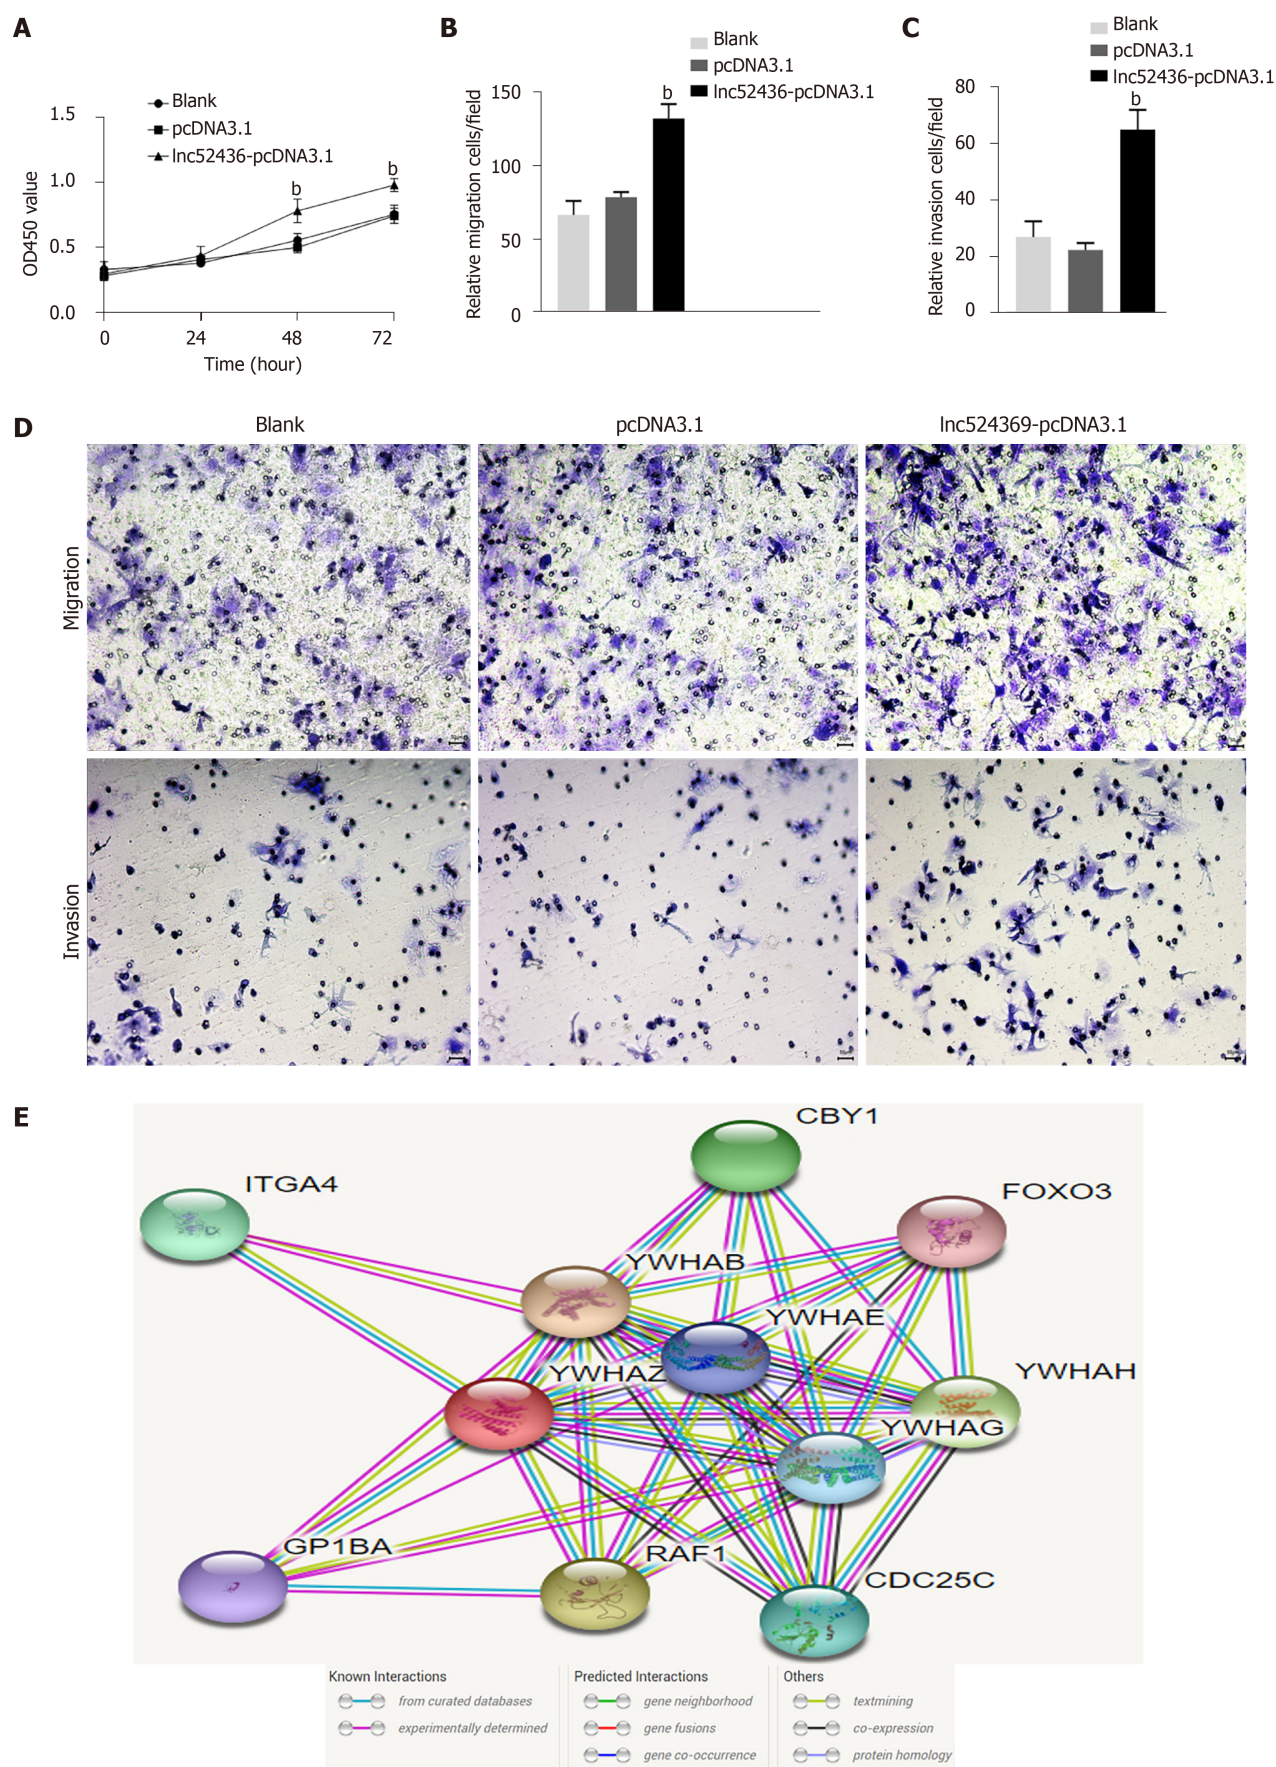 A
Blank
pcDNA3.1
lnc52436-pcDNA3.1
OD450 value
1.5
1.0
0.5
0.0
b
b
0
24
48
72
Time (hour)
B
Blank
pcDNA3.1
lnc52436-pcDNA3.1
Relative migration cells/field
150
100
50
0
b
C
Blank
pcDNA3.1
lnc52436-pcDNA3.1
Relative invasion cells/field
80
60
40
20
0
b
D
Blank
pcDNA3.1
lnc524369-pcDNA3.1
Migration
Invasion
E
CBY1
ITGA4
FOXO3
YWHAB
YWHAE
YWHAZ
YWHAH
YWHAG
GP1BA
RAF1
CDC25C
Known Interactions
from curated databases
experimentally determined
Predicted Interactions
gene neighborhood
gene fusions
gene co-occurrence
Others
textmining
co-expression
protein homology